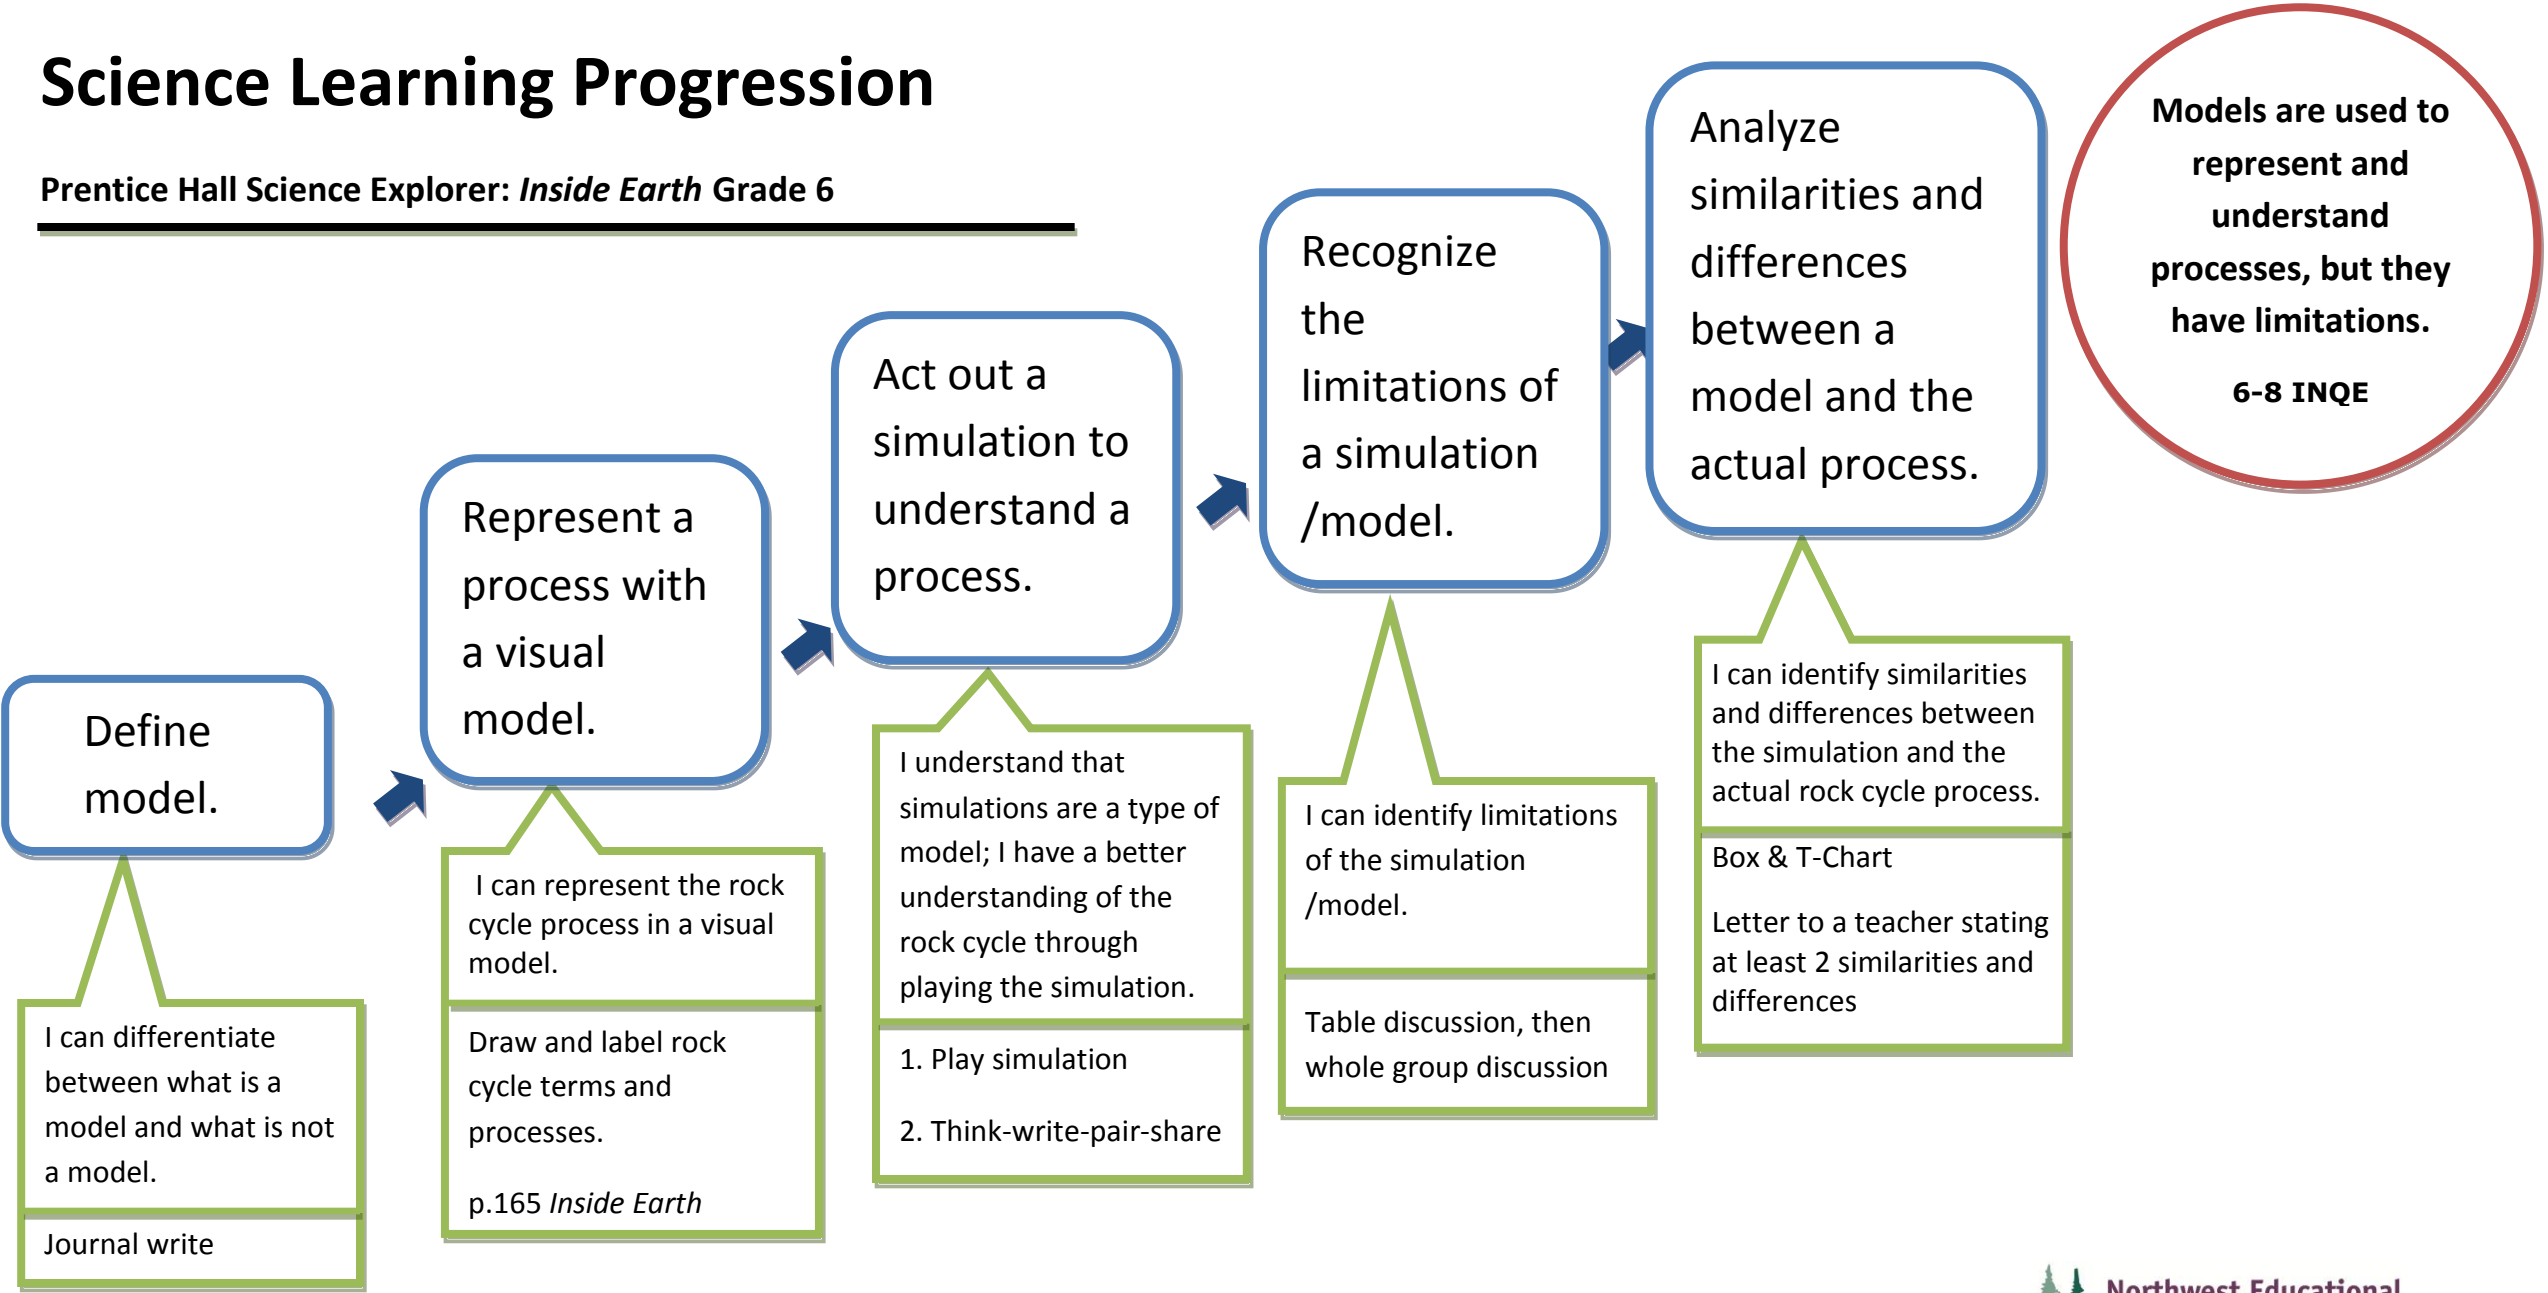 Science Learning Progression
Prentice Hall Science Explorer: Inside Earth Grade 6
Define
model.
I can differentiate
between what is a
model and what is not
a model.
Journal write
Represent a
process with
a visual
model.
I can represent the rock
cycle process in a visual
model.
Draw and label rock
cycle terms and
processes.
p.165 Inside Earth
Act out a
simulation to
understand a
process.
I understand that
simulations are a type of
model; I have a better
understanding of the
rock cycle through
playing the simulation.
1. Play simulation
2. Think-write-pair-share
Recognize
the
limitations of
a simulation
/model.
I can identify limitations
of the simulation
/model.
Table discussion, then
whole group discussion
Analyze
similarities and
differences
between a
model and the
actual process.
I can identify similarities
and differences between
the simulation and the
actual rock cycle process.
Box & T-Chart
Letter to a teacher stating
at least 2 similarities and
differences
Models are used to
represent and
understand
processes, but they
have limitations.
6-8 INQE
Northwest Educational